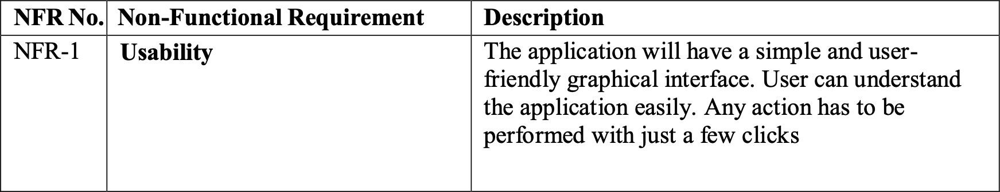 NFR No. Non-Functional Requirement Description
NFR-1 Usability The application will have a simple and user-
friendly graphical interface. User can understand
the application easily. Any action has to be
performed with just a few clicks